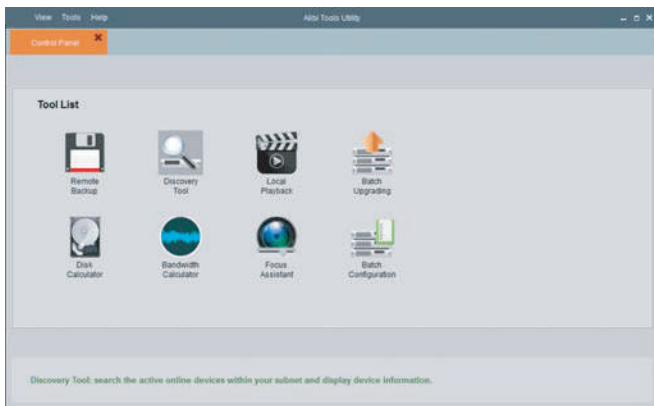 View Tools Help Alibi Tools Utility
Control Panel
Tool List
Remote Backup
Discovery Tool
Local Playback
Batch Upgrading
Disk Calculator
Bandwidth Calculator
Focus Assistant
Batch Configuration
Discovery Tool: search the active online devices within your subnet and display device information.